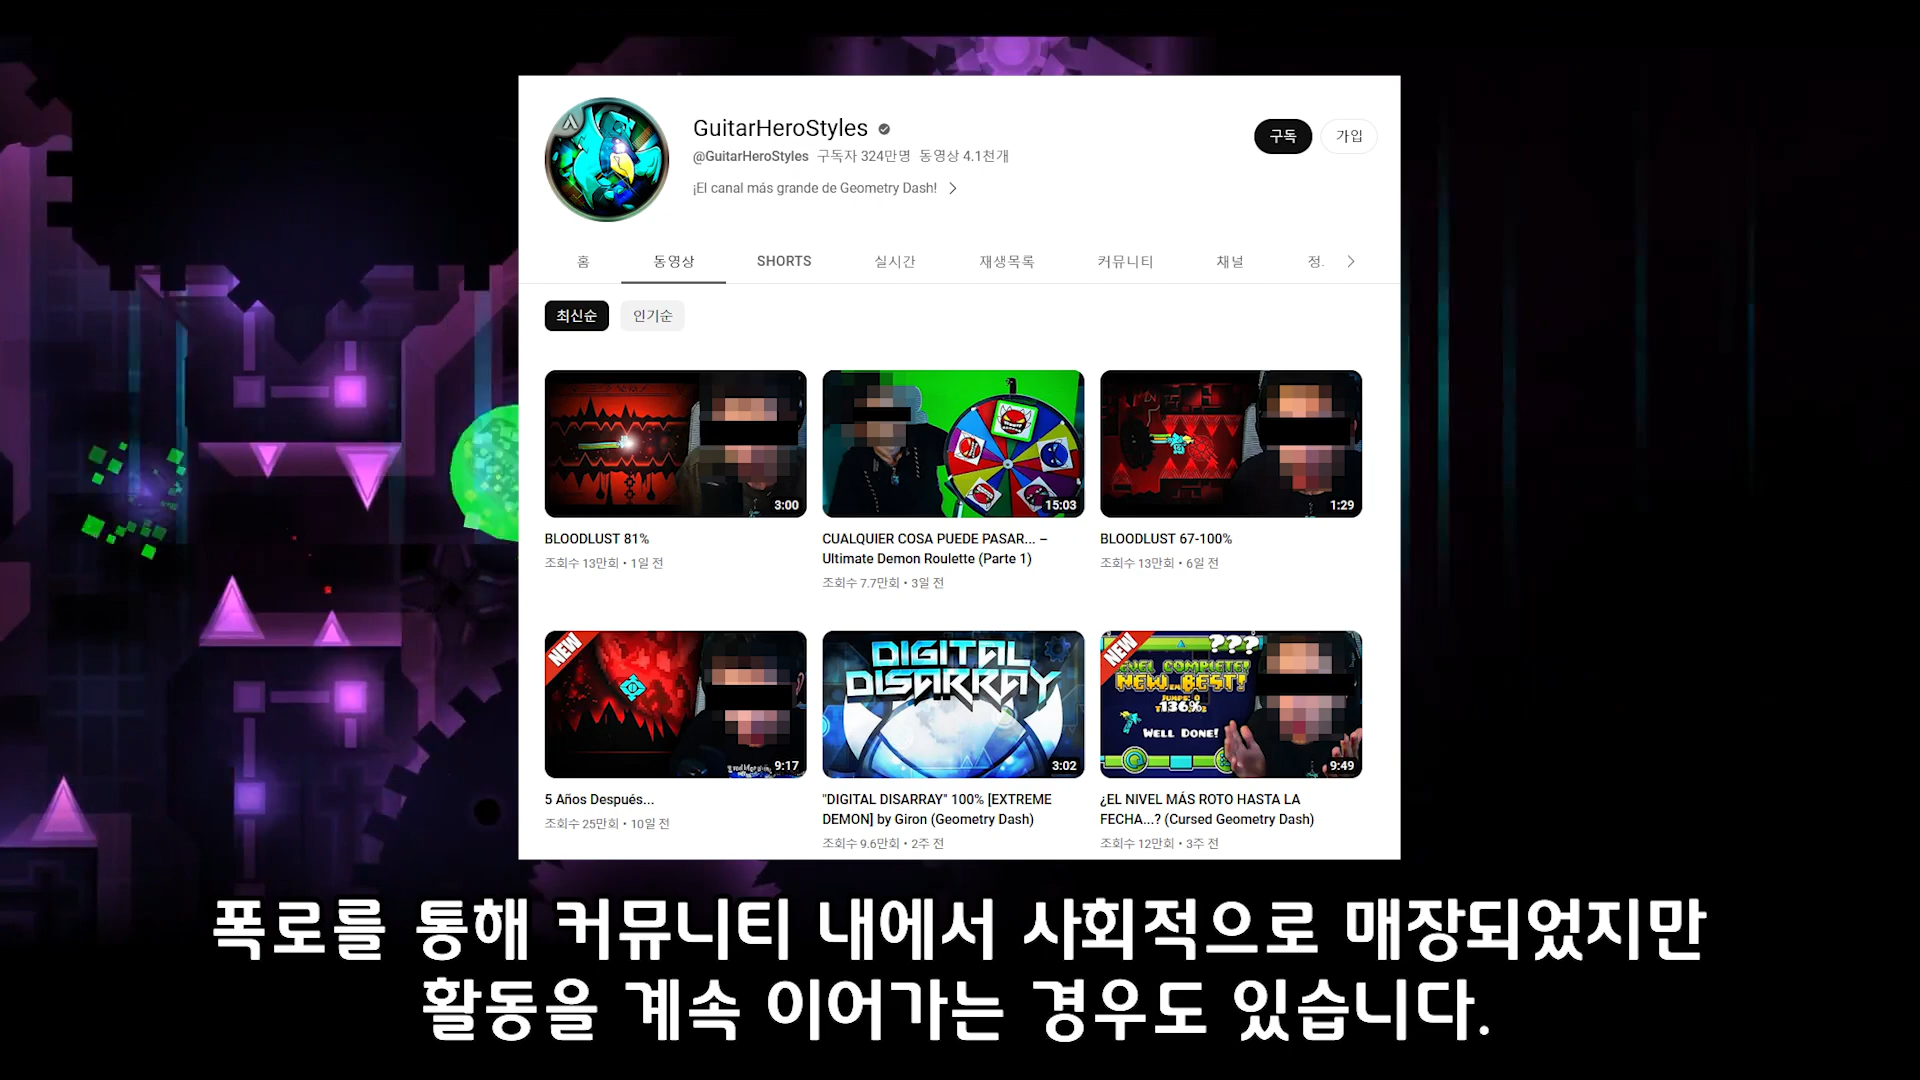 GuitarHeroStyles
@GuitarHeroStyles 구독자 324만명 동영상 4.1천개
¡El canal más grande de Geometry Dash!
구독
가입
홈 동영상 SHORTS 실시간 재생목록 커뮤니티 채널 정.
최신순 인기순
3:00
15:03
1:29
BLOODLUST 81%
조회수 13만회 • 1일 전
CUALQUIER COSA PUEDE PASAR... –
Ultimate Demon Roulette (Parte 1)
조회수 7.7만회 • 3일 전
BLOODLUST 67-100%
조회수 13만회 • 6일 전
NEW
9:17
DIGITAL
DISARRAY
3:02
NEW
???
LEVEL COMPLETE!
NEW BEST!
136%
WELL DONE!
9:49
5 Años Después...
조회수 25만회 • 10일 전
"DIGITAL DISARRAY" 100% [EXTREME
DEMON] by Giron (Geometry Dash)
조회수 9.6만회 • 2주 전
¿EL NIVEL MÁS ROTO HASTA LA
FECHA...? (Cursed Geometry Dash)
조회수 12만회 • 3주 전
폭로를 통해 커뮤니티 내에서 사회적으로 매장되었지만
활동을 계속 이어가는 경우도 있습니다.